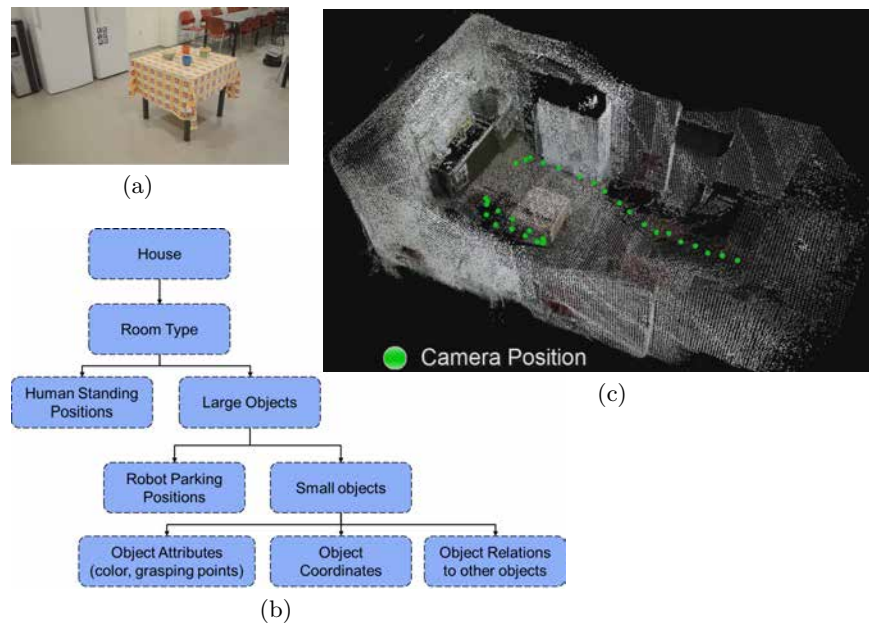 (a)
House
Room Type
Human Standing
Positions
Large Objects
Robot Parking
Positions
Small objects
Object Attributes
(color, grasping points)
Object
Coordinates
Object Relations
to other objects
(b)
Camera Position
(c)